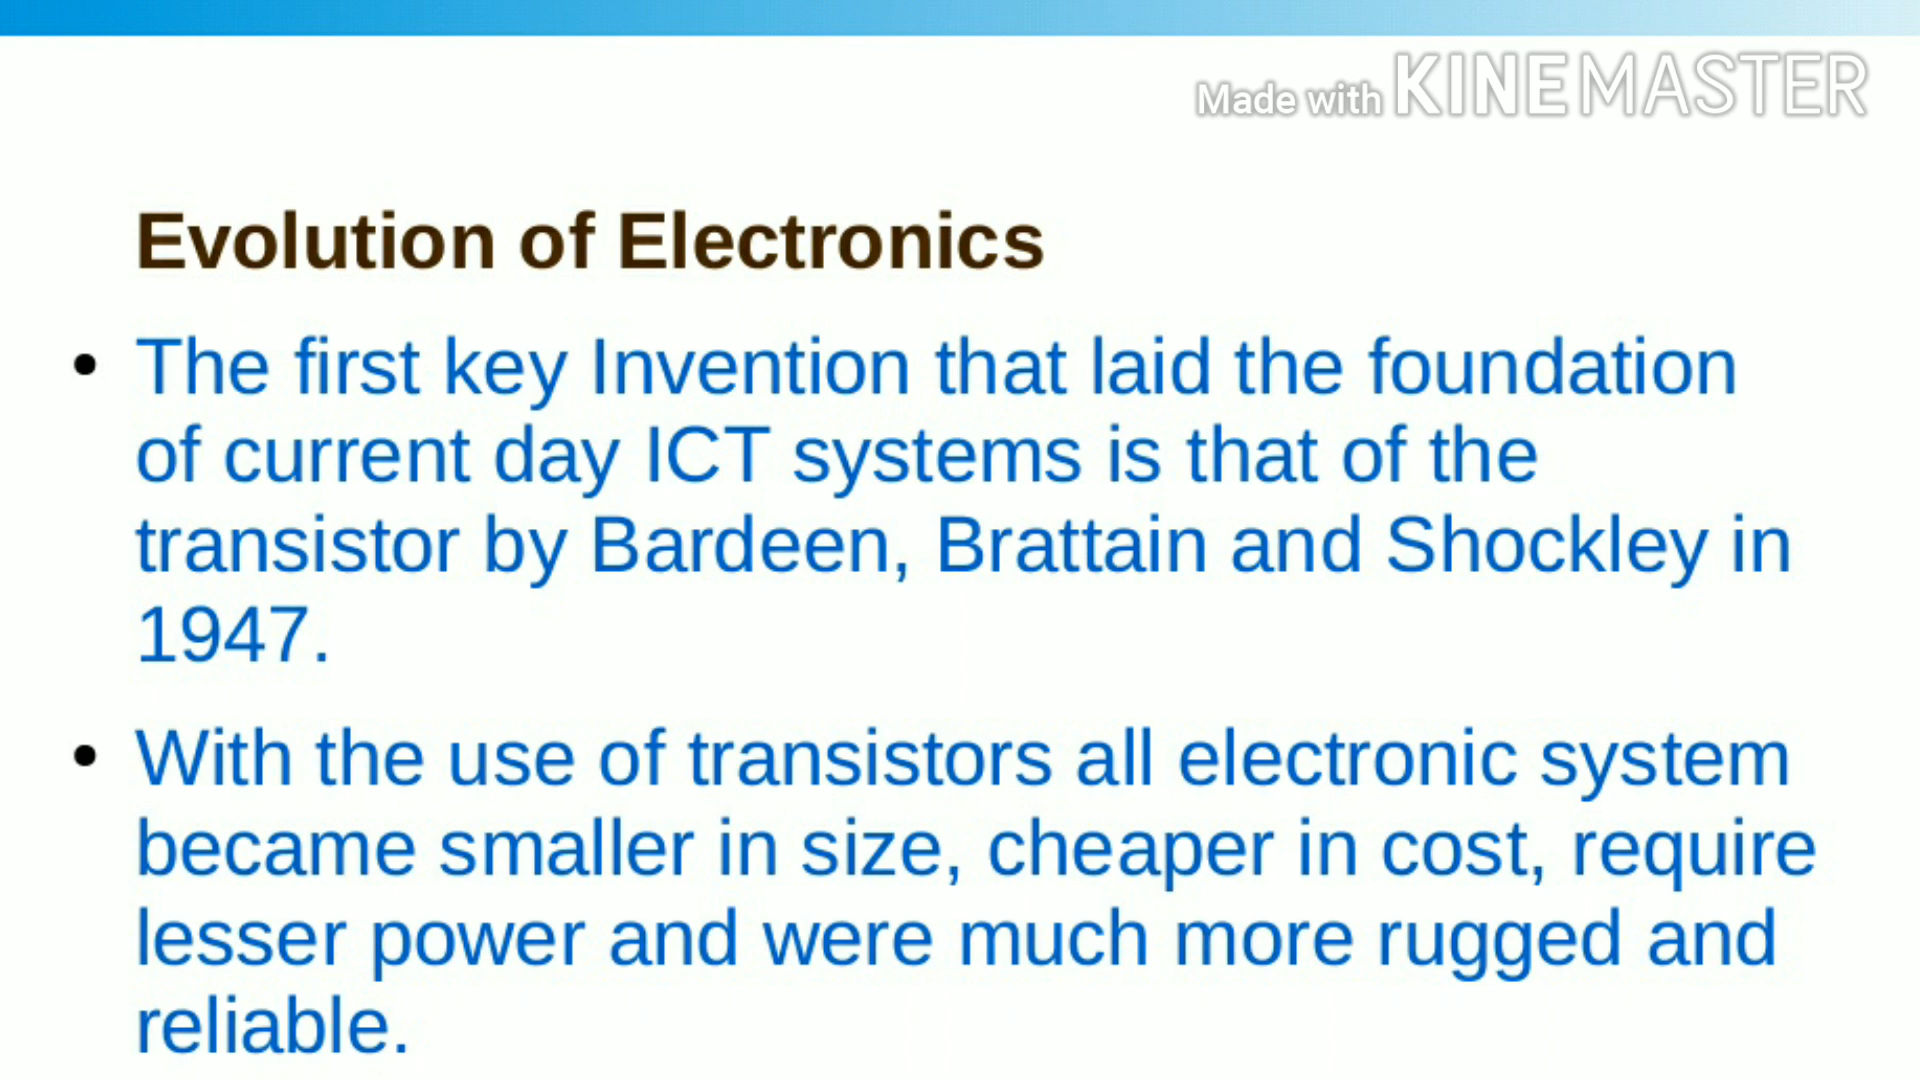 Made with KINEMASTER
Evolution of Electronics
• The first key Invention that laid the foundation
of current day ICT systems is that of the
transistor by Bardeen, Brattain and Shockley in
1947.
• With the use of transistors all electronic system
became smaller in size, cheaper in cost, require
lesser power and were much more rugged and
reliable.